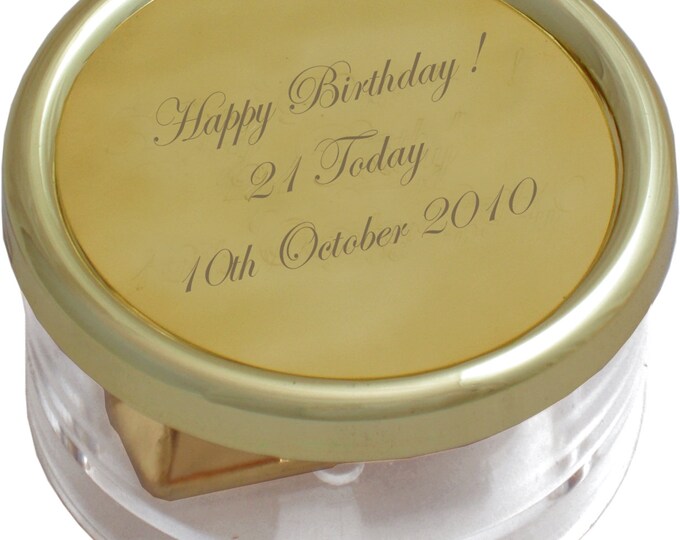 Happy Birthday !
21 Today
10th October 2010